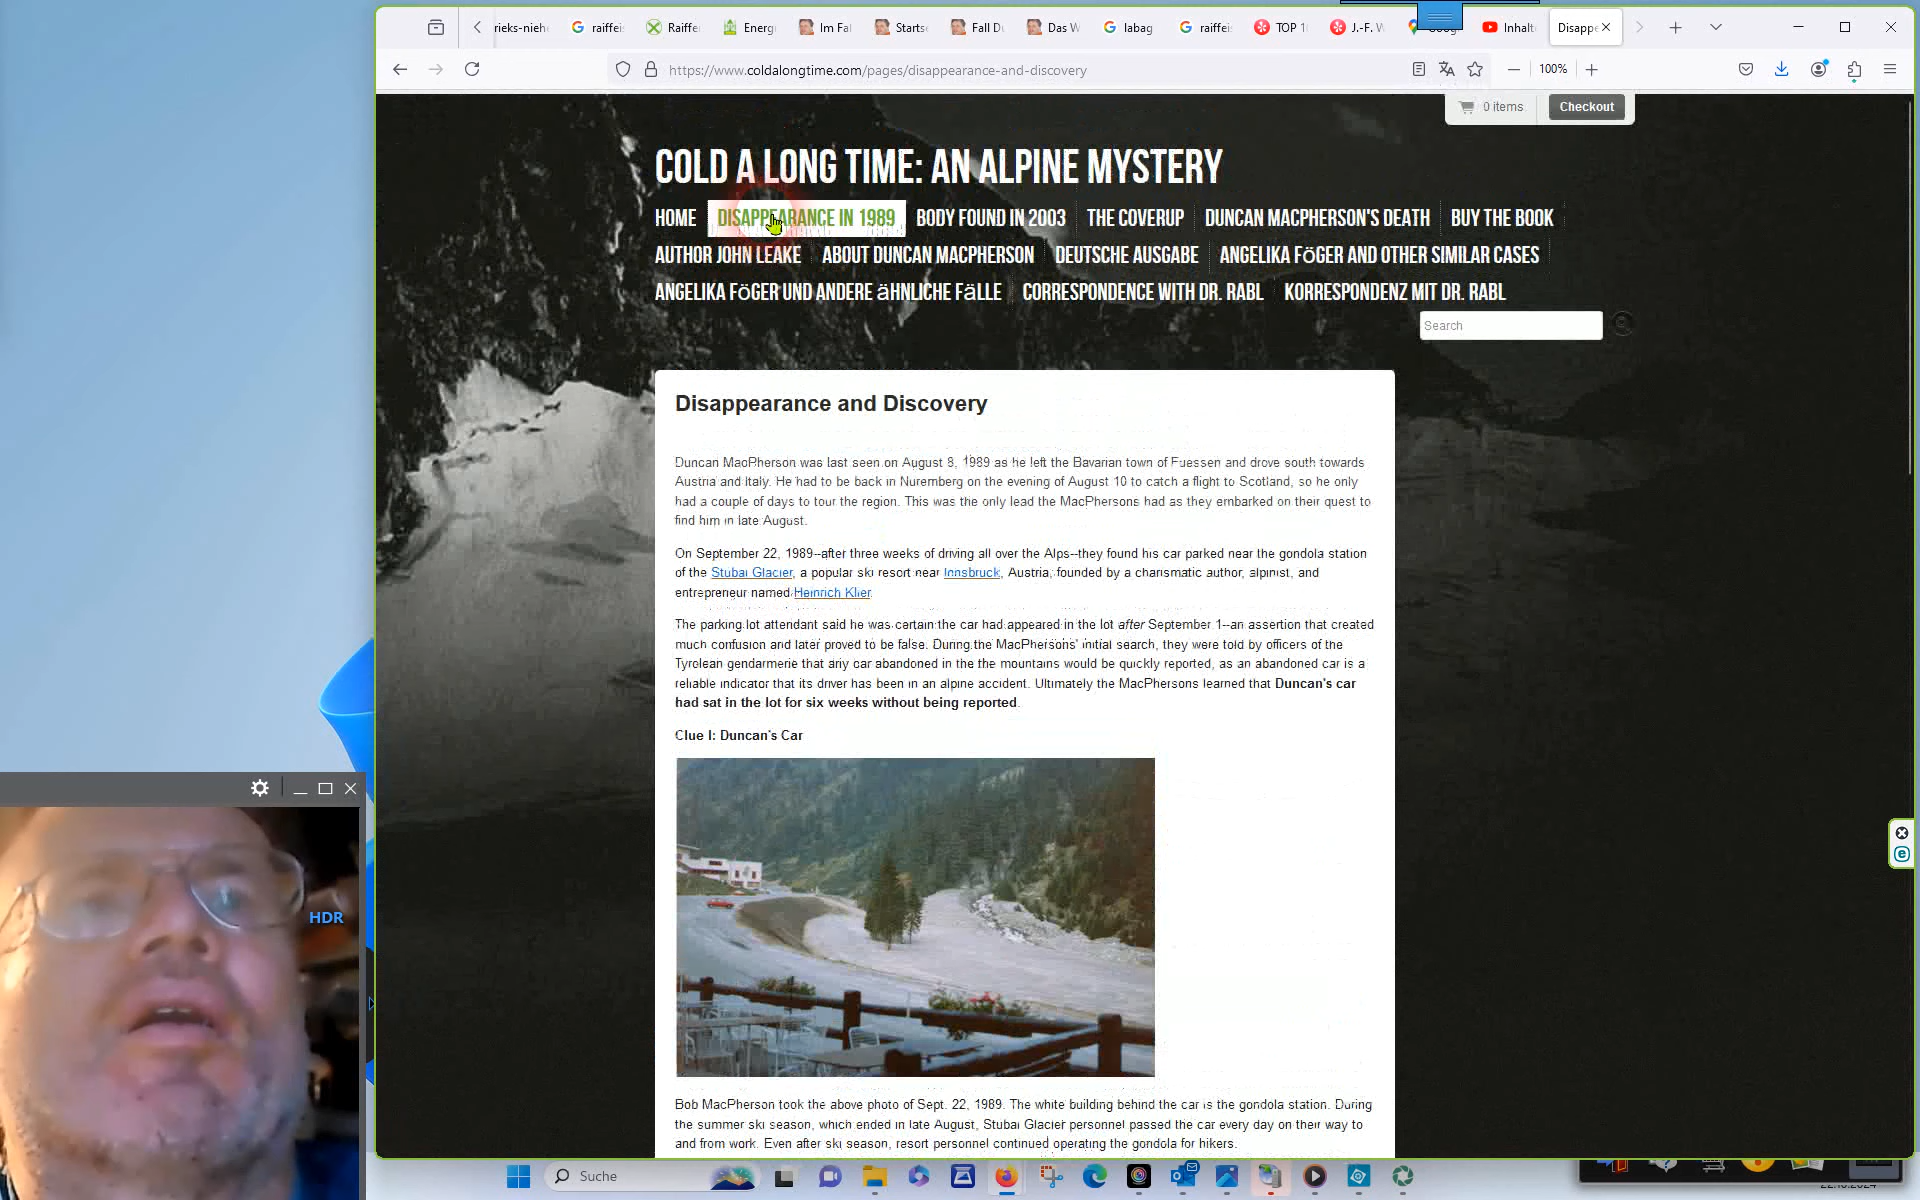 rieks-niehe
raiffeis
Raiffe
Energi
Im Fal
Startse
Fall Du
Das W
labag
raiffeis
TOP 10
J.-F. W
Inhalt
Disappe
https://www.coldalongtime.com/pages/disappearance-and-discovery
100%
0 items
Checkout
COLD A LONG TIME: AN ALPINE MYSTERY
HOME
DISAPPEARANCE IN 1989
BODY FOUND IN 2003
THE COVERUP
DUNCAN MACPHERSON'S DEATH
BUY THE BOOK
AUTHOR JOHN LEAKE
ABOUT DUNCAN MACPHERSON
DEUTSCHE AUSGABE
ANGELIKA FöGER AND OTHER SIMILAR CASES
ANGELIKA FöGER UND ANDERE äHNLICHE FäLLE
CORRESPONDENCE WITH DR. RABL
KORRESPONDENZ MIT DR. RABL
Search
Disappearance and Discovery
Duncan MacPherson was last seen on August 8, 1989 as he left the Bavarian town of Fuessen and drove south towards
Austria and Italy. He had to be back in Nuremberg on the evening of August 10 to catch a flight to Scotland, so he only
had a couple of days to tour the region. This was the only lead the MacPhersons had as they embarked on their quest to
find him in late August.
On September 22, 1989--after three weeks of driving all over the Alps--they found his car parked near the gondola station
of the Stubai Glacier, a popular ski resort near Innsbruck, Austria, founded by a charismatic author, alpinist, and
entrepreneur named Heinrich Klier.
The parking lot attendant said he was certain the car had appeared in the lot after September 1--an assertion that created
much confusion and later proved to be false. During the MacPhersons' initial search, they were told by officers of the
Tyrolean gendarmerie that any car abandoned in the the mountains would be quickly reported, as an abandoned car is a
reliable indicator that its driver has been in an alpine accident. Ultimately the MacPhersons learned that Duncan's car
had sat in the lot for six weeks without being reported.
Clue I: Duncan's Car
Bob MacPherson took the above photo of Sept. 22, 1989. The white building behind the car is the gondola station. During
the summer ski season, which ended in late August, Stubai Glacier personnel passed the car every day on their way to
and from work. Even after ski season, resort personnel continued operating the gondola for hikers.
HDR
Suche